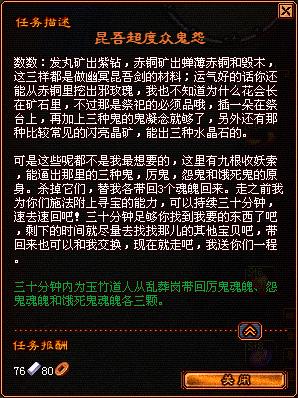 任务描述
昆吾超度众鬼怨
数数：发丸矿出紫钻，赤铜矿出蝉薄赤铜和毁木，
这三样都是做幽冥昆吾剑的材料；运气好的话你还
能从赤铜里挖出邪玫瑰，我也不知道为什么花会长
在矿石里，不过那是祭祀的必须品哦，插一朵在祭
台上，再加上三种鬼的鬼凝念就够了，另外还有那
种比较常见的闪亮晶矿，能出三种水晶石的。
可是这些呢都不是我最想要的，这里有九根收妖索，
能逼出那里的三种鬼，厉鬼，怨鬼和饿死鬼的原
身。杀掉它们，替我各带回3个魂魄回来。走之前我
为你们施法附上寻宝的能力，可以持续三十分钟，
速去速回吧！三十分钟足够你找到我要的东西了吧
，剩下的时间就尽量去找找那儿的其他宝贝吧，带
回来也可以和我交换，现在就走吧，我送你们一程
。
三十分钟内为玉竹道人从乱葬岗带回厉鬼魂魄、怨
鬼魂魄和饿死鬼魂魄各三颗。
任务报酬
76 80
关闭